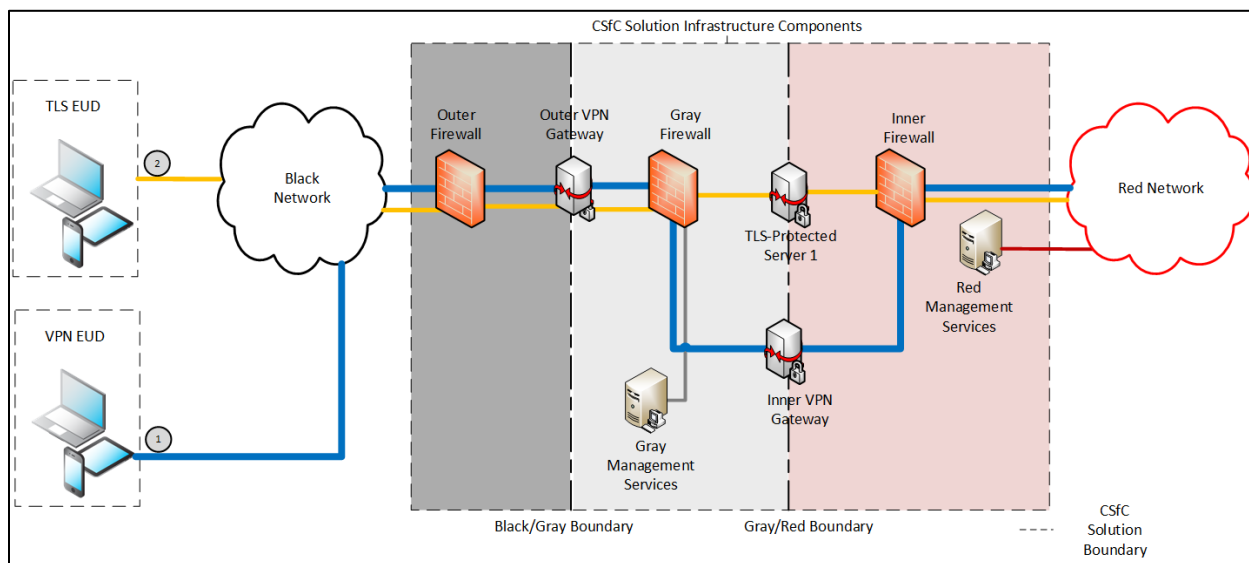 CSfC Solution Infrastructure Components
TLS EUD
2
Black
Network
Outer
Firewall
Outer VPN
Gateway
Gray
Firewall
Inner
Firewall
Red Network
TLS-Protected
Server 1
Red
Management
Services
VPN EUD
1
Inner VPN
Gateway
Gray
Management
Services
Black/Gray Boundary
Gray/Red Boundary
CSfC
Solution
Boundary